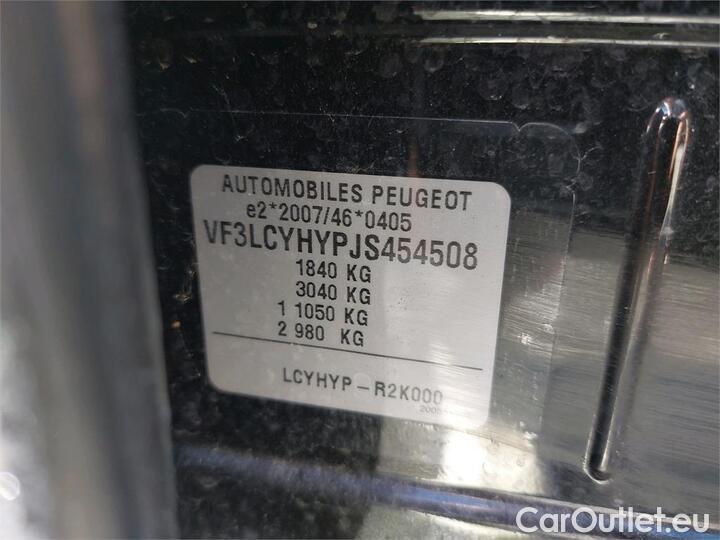 AUTOMOBILES PEUGEOT
e2*2007/46*0405
VF3LCYHYPJS454508
1840 KG
3040 KG
1 1050 KG
2 980 KG
LCYHYP-R2K000
CarOutlet.eu